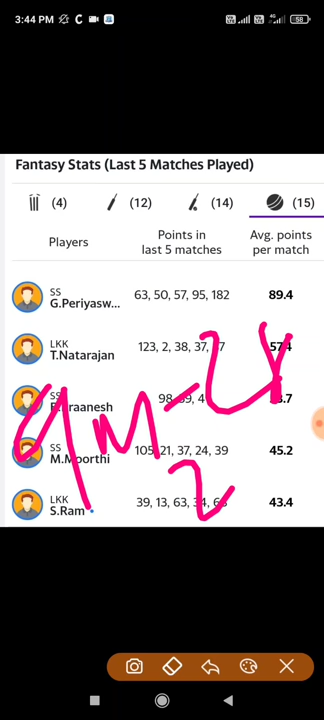 3:44 PM
58
Fantasy Stats (Last 5 Matches Played)
(4) (12) (14) (15)
Players Points in last 5 matches Avg. points per match
SS
G.Periyasw... 63, 50, 57, 95, 182 89.4
LKK
T.Natarajan 123, 2, 38, 37,
SS
98,
SS
M.Moorthi 105, 21, 37, 24, 39 45.2
LKK
S.Ram 39, 13, 63, 43.4